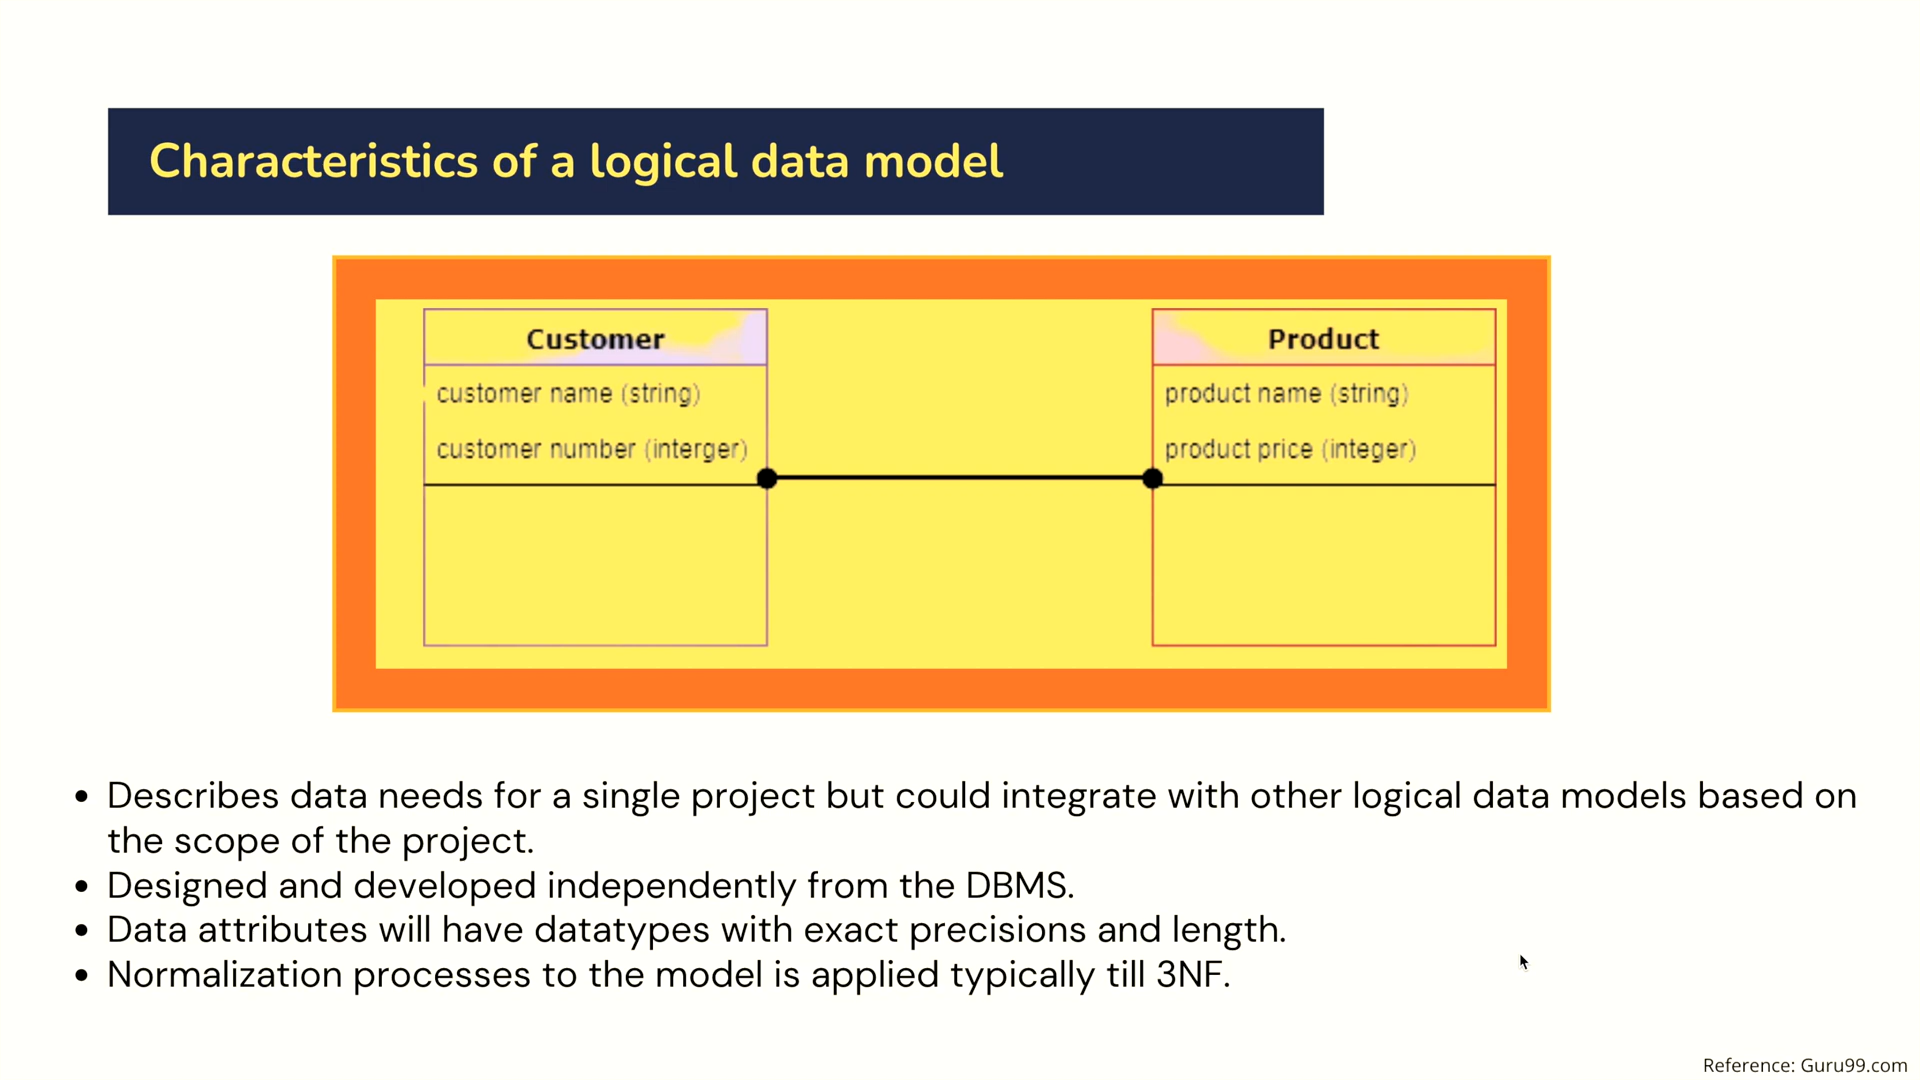 Characteristics of a logical data model
Customer
customer name (string)
customer number (interger)
Product
product name (string)
product price (integer)
• Describes data needs for a single project but could integrate with other logical data models based on
the scope of the project.
• Designed and developed independently from the DBMS.
• Data attributes will have datatypes with exact precisions and length.
• Normalization processes to the model is applied typically till 3NF.
Reference: Guru99.com